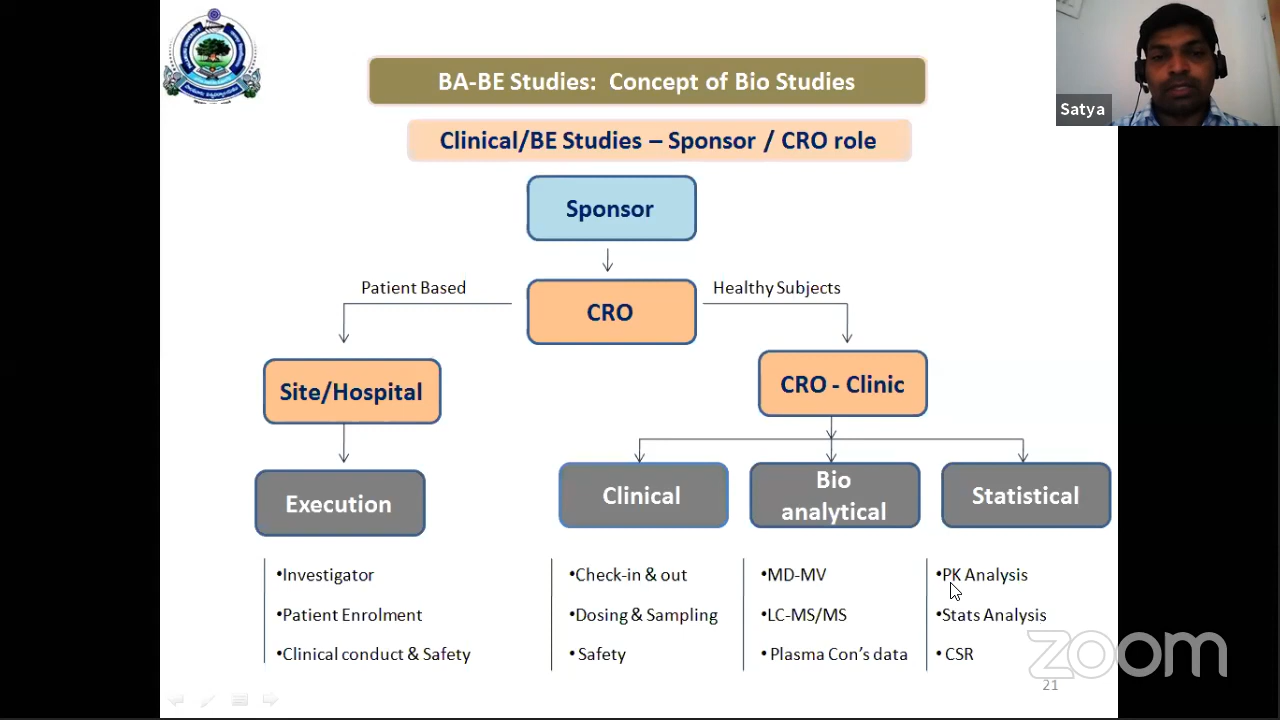 BA-BE Studies:  Concept of Bio Studies
Satya
Clinical/BE Studies – Sponsor / CRO role
Sponsor
Patient Based
Healthy Subjects
CRO
Site/Hospital
CRO - Clinic
Execution
Clinical
Bio
analytical
Statistical
•Investigator
•Patient Enrolment
•Clinical conduct & Safety
•Check-in & out
•Dosing & Sampling
• Safety
•MD-MV
•LC-MS/MS
• Plasma Con's data
•PK Analysis
•Stats Analysis
• CSR
zoom
21